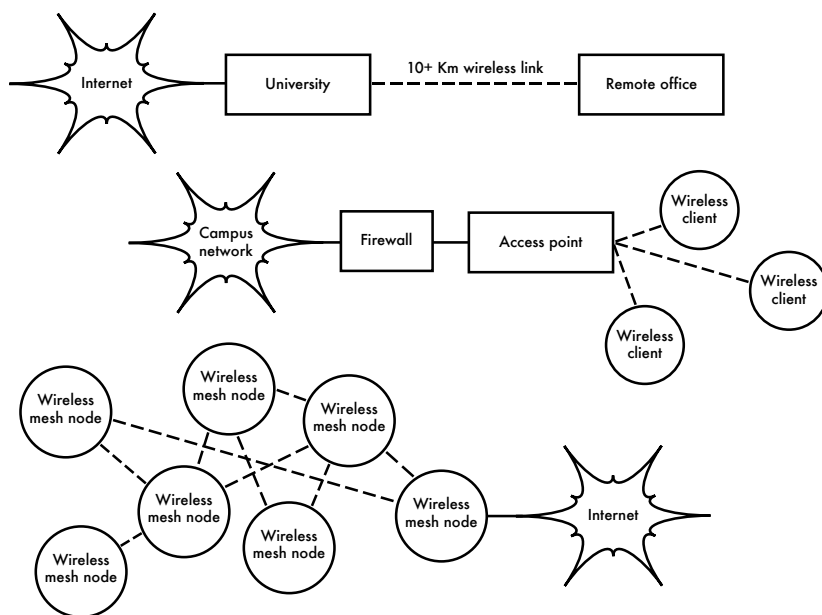 Internet
University
10+ Km wireless link
Remote office
Campus
network
Firewall
Access point
Wireless
client
Wireless
client
Wireless
client
Wireless
mesh node
Wireless
mesh node
Wireless
mesh node
Wireless
mesh node
Wireless
mesh node
Wireless
mesh node
Wireless
mesh node
Internet